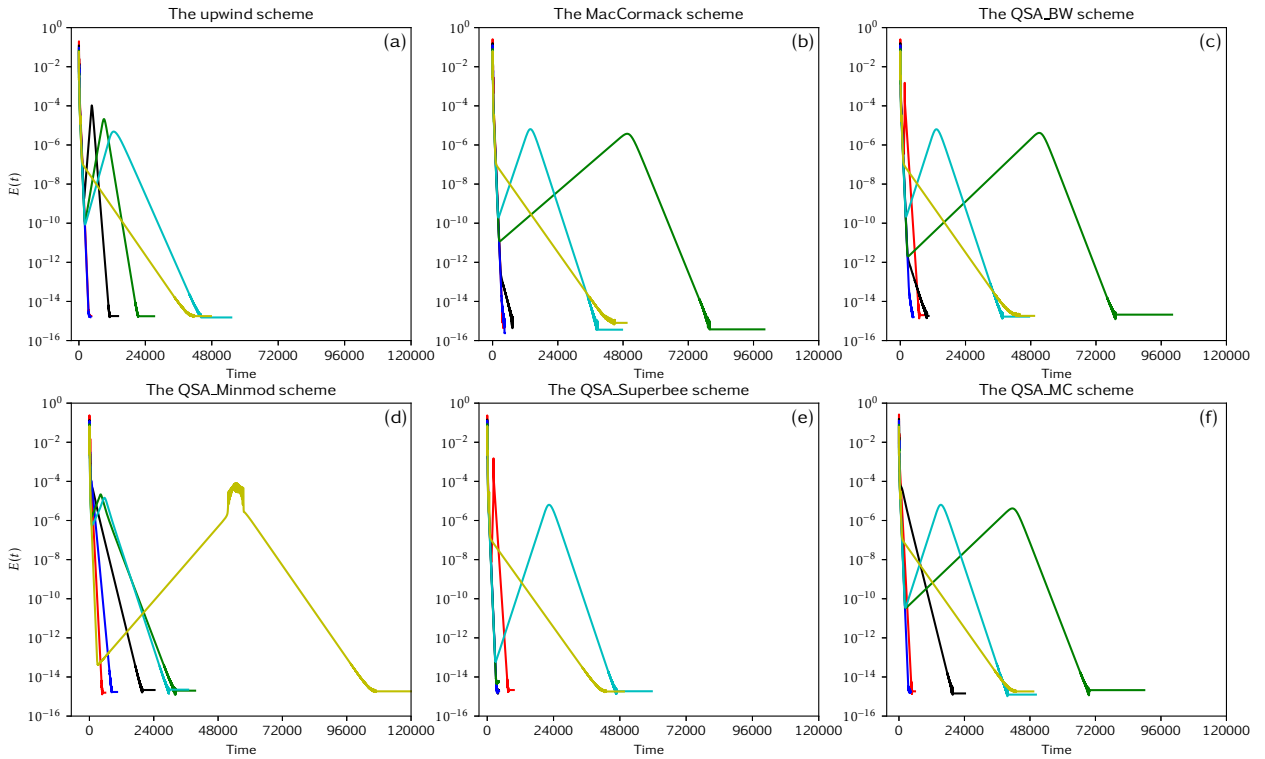 The upwind scheme
The MacCormack scheme
The QSA_BW scheme
(a)
(b)
(c)
10^0
10^−2
10^−4
10^−6
10^−8
10^−10
10^−12
10^−14
10^−16
E(t)
0 24000 48000 72000 96000 120000
Time
10^0
10^−2
10^−4
10^−6
10^−8
10^−10
10^−12
10^−14
10^−16
0 24000 48000 72000 96000 120000
Time
10^0
10^−2
10^−4
10^−6
10^−8
10^−10
10^−12
10^−14
10^−16
0 24000 48000 72000 96000 120000
Time
The QSA_Minmod scheme
The QSA_Superbee scheme
The QSA_MC scheme
(d)
(e)
(f)
10^0
10^−2
10^−4
10^−6
10^−8
10^−10
10^−12
10^−14
10^−16
E(t)
0 24000 48000 72000 96000 120000
Time
10^0
10^−2
10^−4
10^−6
10^−8
10^−10
10^−12
10^−14
10^−16
0 24000 48000 72000 96000 120000
Time
10^0
10^−2
10^−4
10^−6
10^−8
10^−10
10^−12
10^−14
10^−16
0 24000 48000 72000 96000 120000
Time